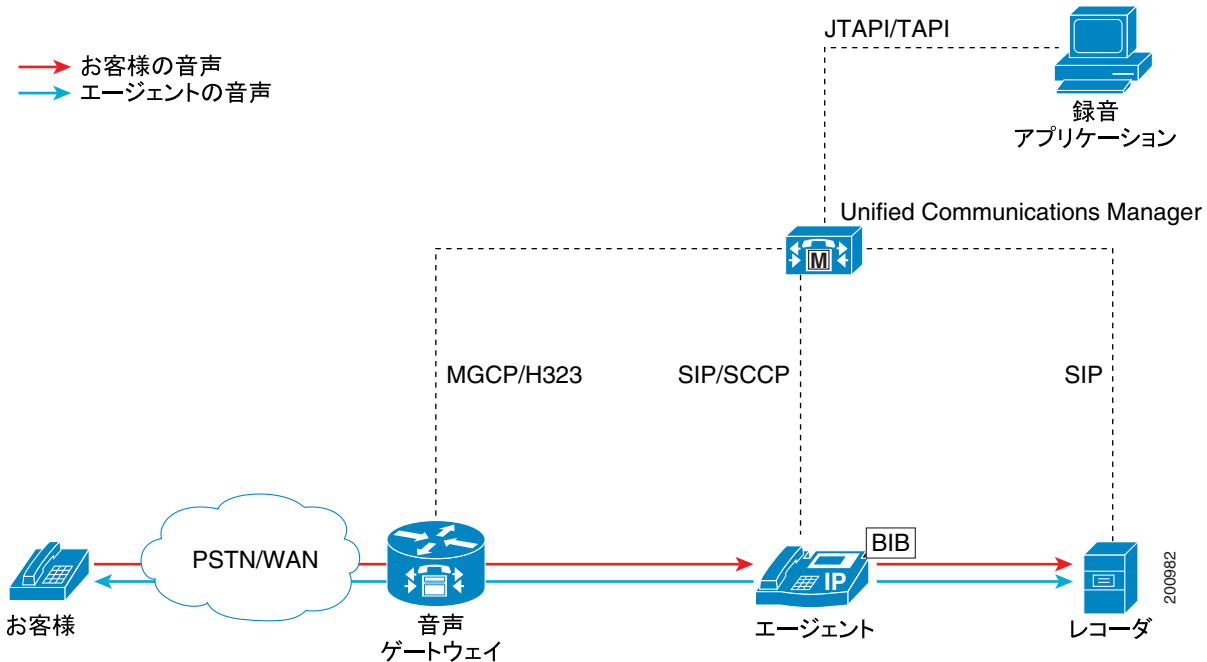 JTAPI/TAPI
お客様の音声
エージェントの音声
録音
アプリケーション
Unified Communications Manager
M
MGCP/H323
SIP/SCCP
SIP
PSTN/WAN
BIB
IP
200982
お客様
音声
ゲートウェイ
エージェント
レコーダ